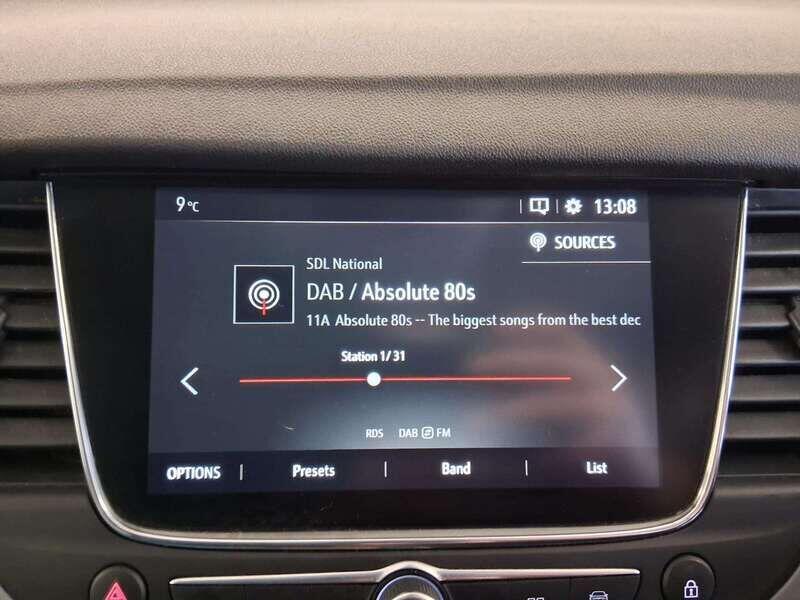 9 °C 13:08
SOURCES
SDL National
DAB / Absolute 80s
11A Absolute 80s -- The biggest songs from the best dec
Station 1/31
RDS DAB FM
OPTIONS | Presets | Band | List